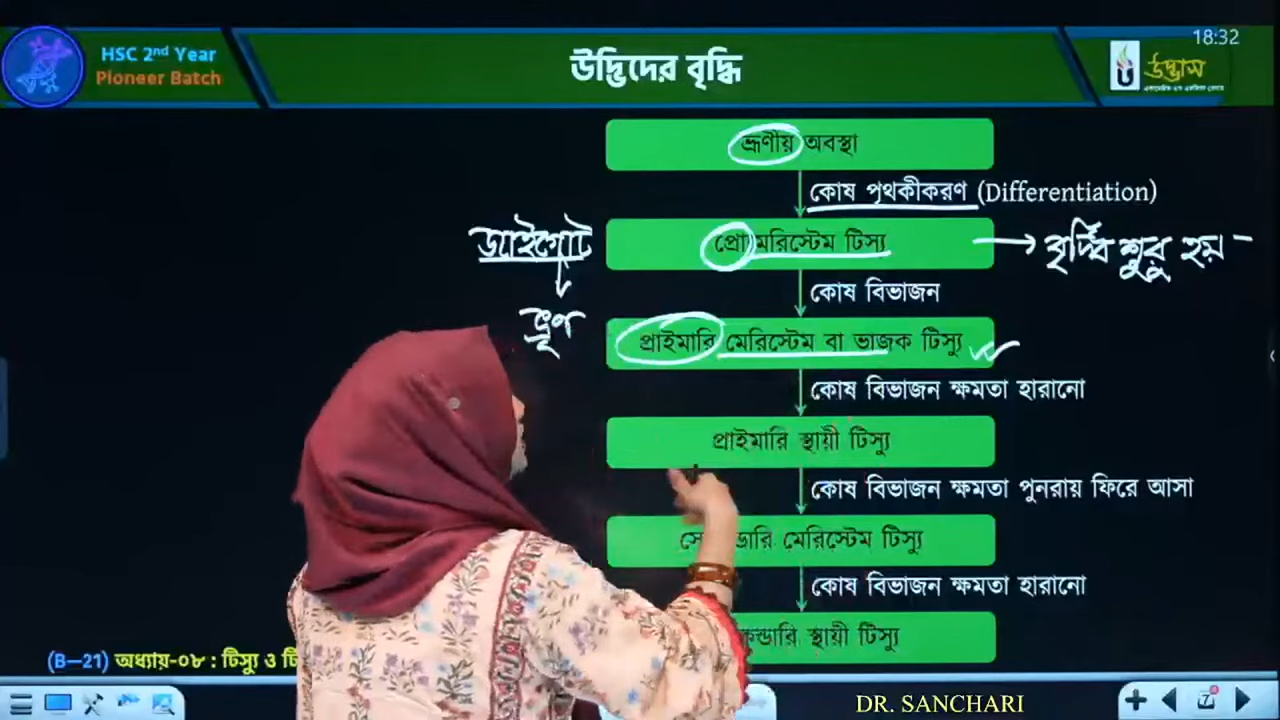 HSC 2nd Year
Pioneer Batch
উদ্ভিদের বৃদ্ধি
18:32
উদ্ভাস
ভ্রূণীয় অবস্থা
কোষ পৃথকীকরণ (Differentiation)
জাইগোট
প্রোমেরিস্টেম টিস্যু
বৃদ্ধি শুরু হয়
কোষ বিভাজন
ভ্রূণ
প্রাইমারি মেরিস্টেম বা ভাজক টিস্যু
কোষ বিভাজন ক্ষমতা হারানো
প্রাইমারি স্থায়ী টিস্যু
কোষ বিভাজন ক্ষমতা পুনরায় ফিরে আসা
মেরিস্টেম টিস্যু
কোষ বিভাজন ক্ষমতা হারানো
স্থায়ী টিস্যু
(B—21) অধ্যায়-০৮ : টিস্যু ও
DR. SANCHARI